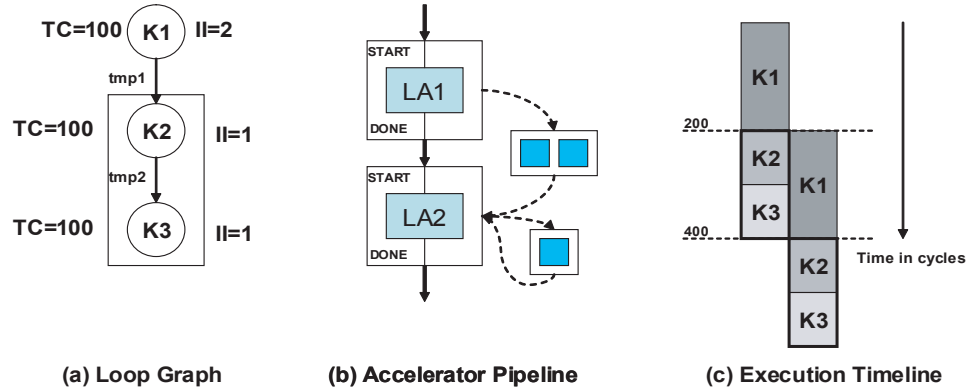 TC=100 K1 II=2
tmp1
TC=100 K2 II=1
tmp2
TC=100 K3 II=1
(a) Loop Graph
START
LA1
DONE
START
LA2
DONE
(b) Accelerator Pipeline
K1
200
K2 K1
K3
400
Time in cycles
K2
K3
(c) Execution Timeline